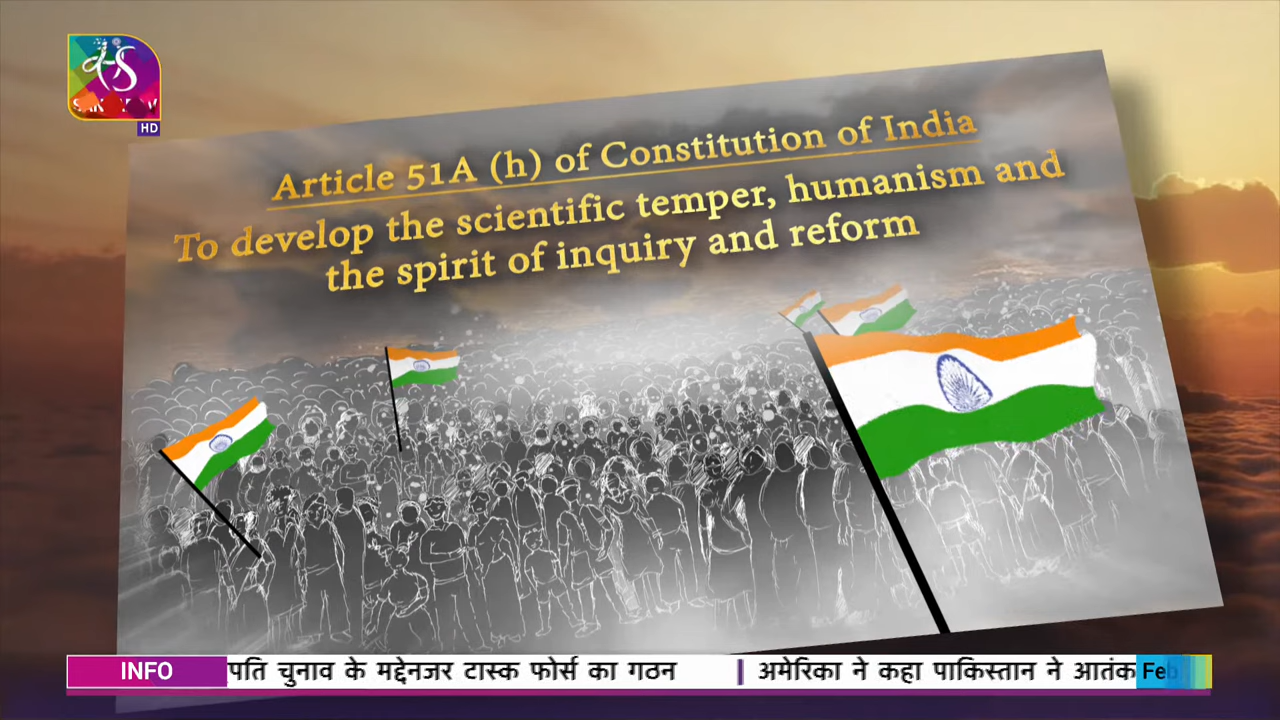 HD
Article 51A (h) of Constitution of India
To develop the scientific temper, humanism and
the spirit of inquiry and reform
INFO
पति चुनाव के मद्देनजर टास्क फोर्स का गठन | अमेरिका ने कहा पाकिस्तान ने आतंक
Feb